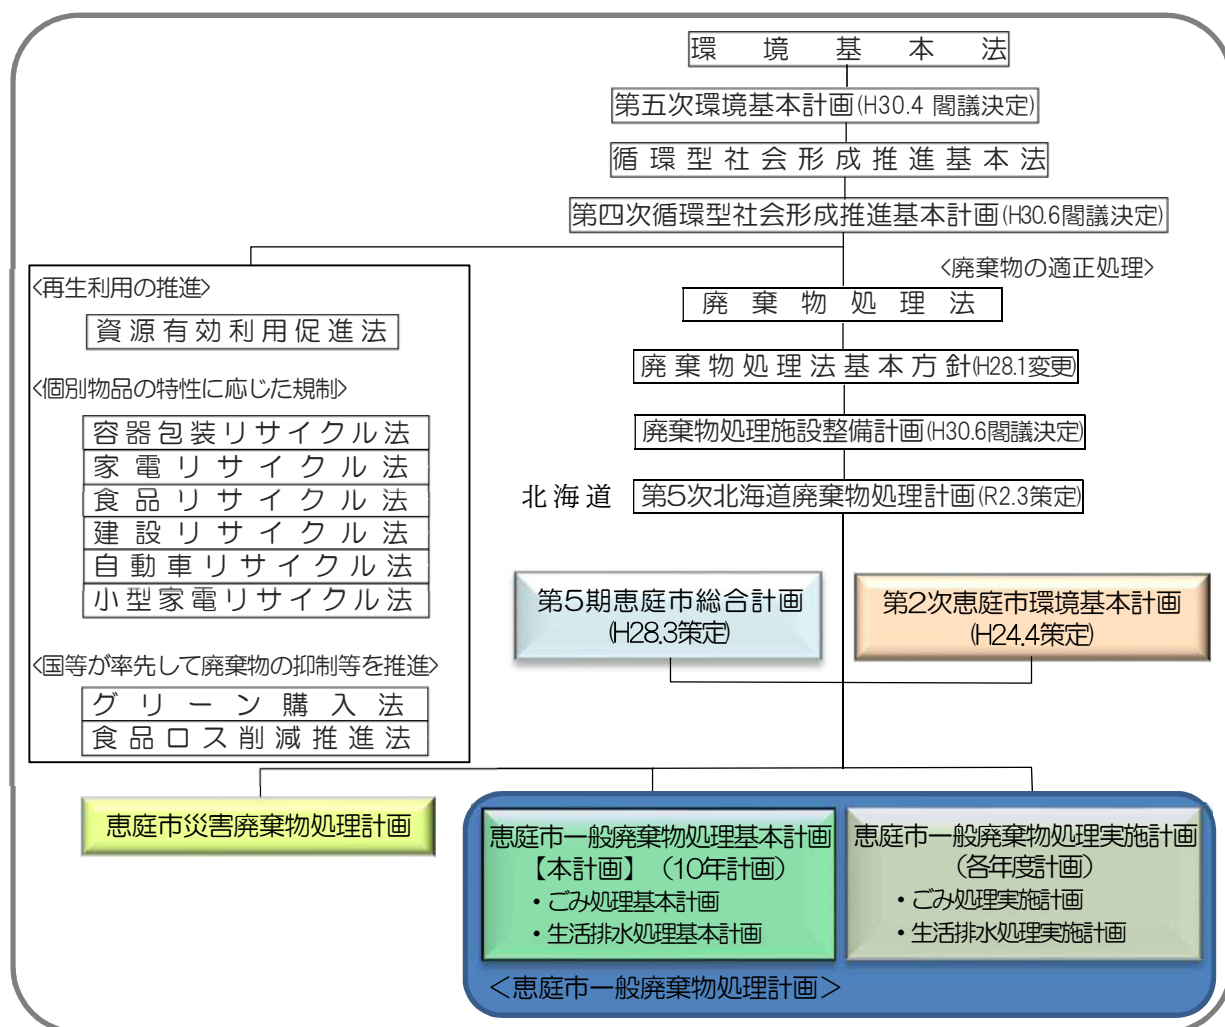 環境基本法
第五次環境基本計画(H30.4 閣議決定)
循環型社会形成推進基本法
第四次循環型社会形成推進基本計画(H30.6閣議決定)
<再生利用の推進>
資源有効利用促進法
<個別物品の特性に応じた規制>
容器包装リサイクル法
家電リサイクル法
食品リサイクル法
建設リサイクル法
自動車リサイクル法
小型家電リサイクル法
<国等が率先して廃棄物の抑制等を推進>
グリーン購入法
食品ロス削減推進法
<廃棄物の適正処理>
廃棄物処理法
廃棄物処理法基本方針(H28.1変更)
廃棄物処理施設整備計画(H30.6閣議決定)
北海道 第5次北海道廃棄物処理計画(R2.3策定)
第5期恵庭市総合計画
(H28.3策定)
第2次恵庭市環境基本計画
(H24.4策定)
恵庭市災害廃棄物処理計画
恵庭市一般廃棄物処理基本計画
【本計画】（10年計画）
・ごみ処理基本計画
・生活排水処理基本計画
恵庭市一般廃棄物処理実施計画
（各年度計画）
・ごみ処理実施計画
・生活排水処理実施計画
＜恵庭市一般廃棄物処理計画＞